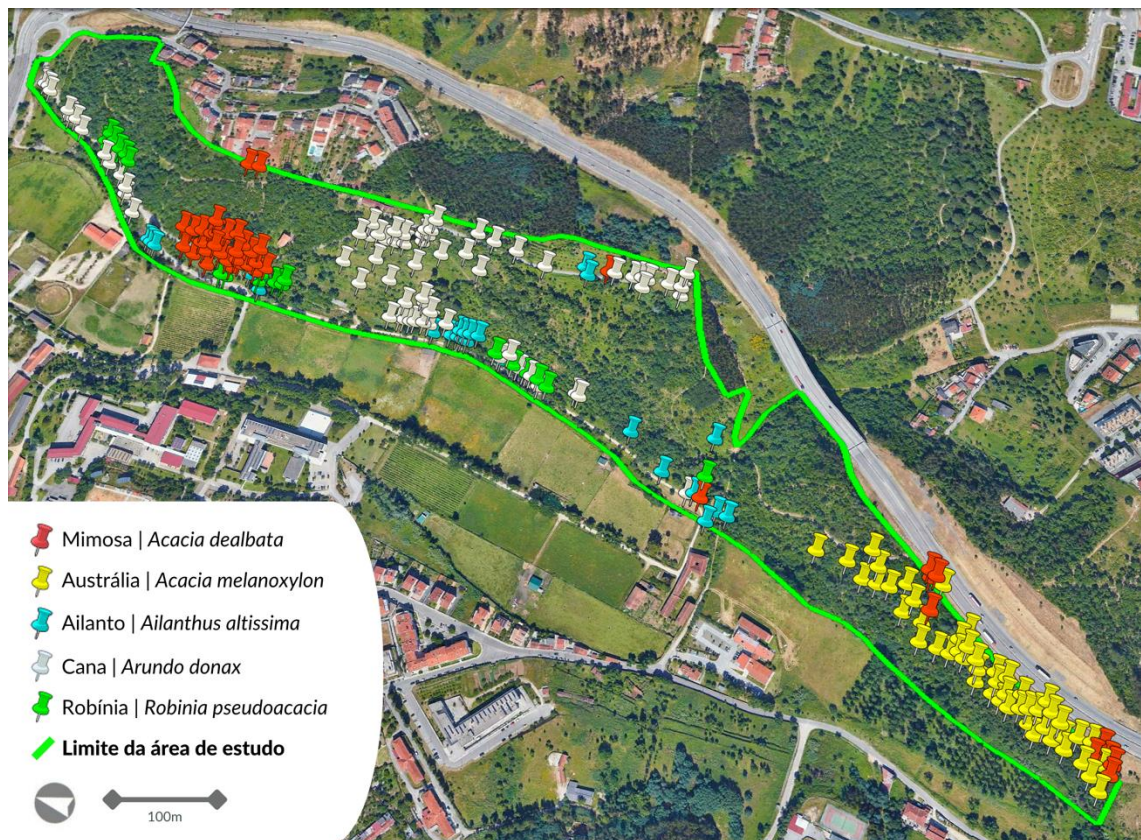 Mimosa | Acacia dealbata
Austrália | Acacia melanoxylon
Ailanto | Ailanthus altissima
Cana | Arundo donax
Robínia | Robinia pseudoacacia
Limite da área de estudo
100m